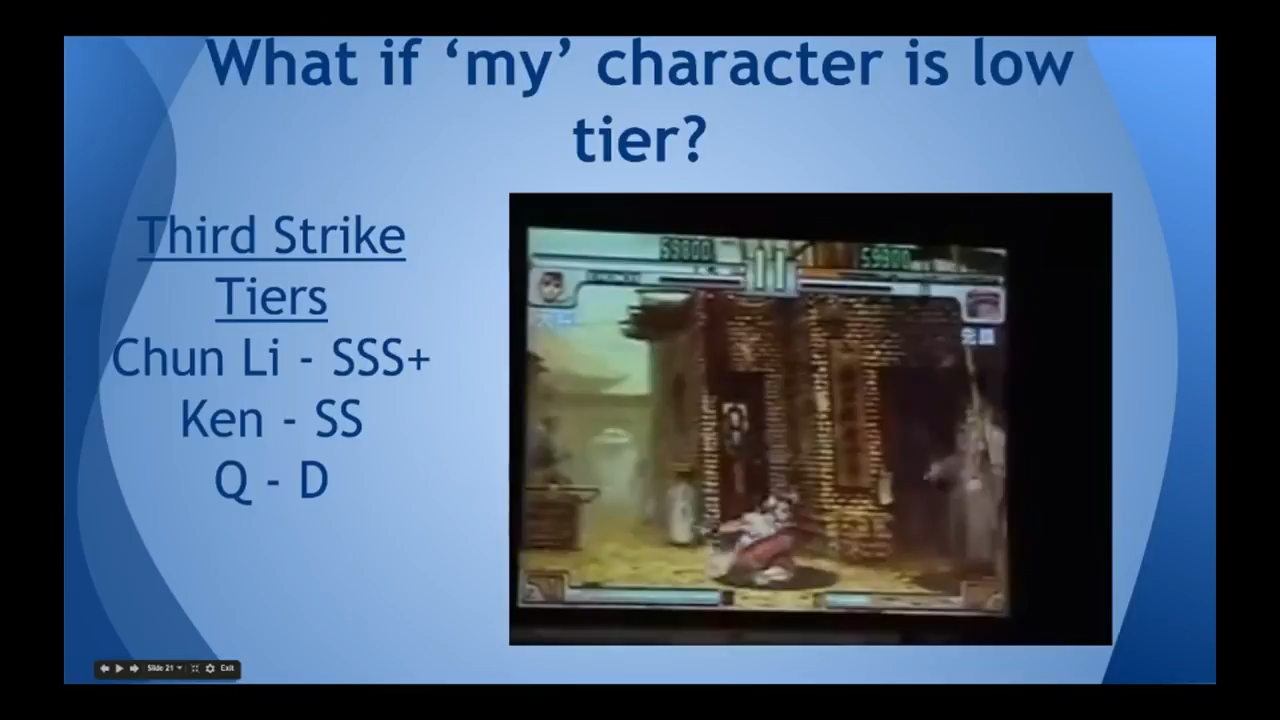 What if ‘my’ character is low
tier?
Third Strike
Tiers
Chun Li - SSS+
Ken - SS
Q - D
59800
59300
Slide 21
Exit